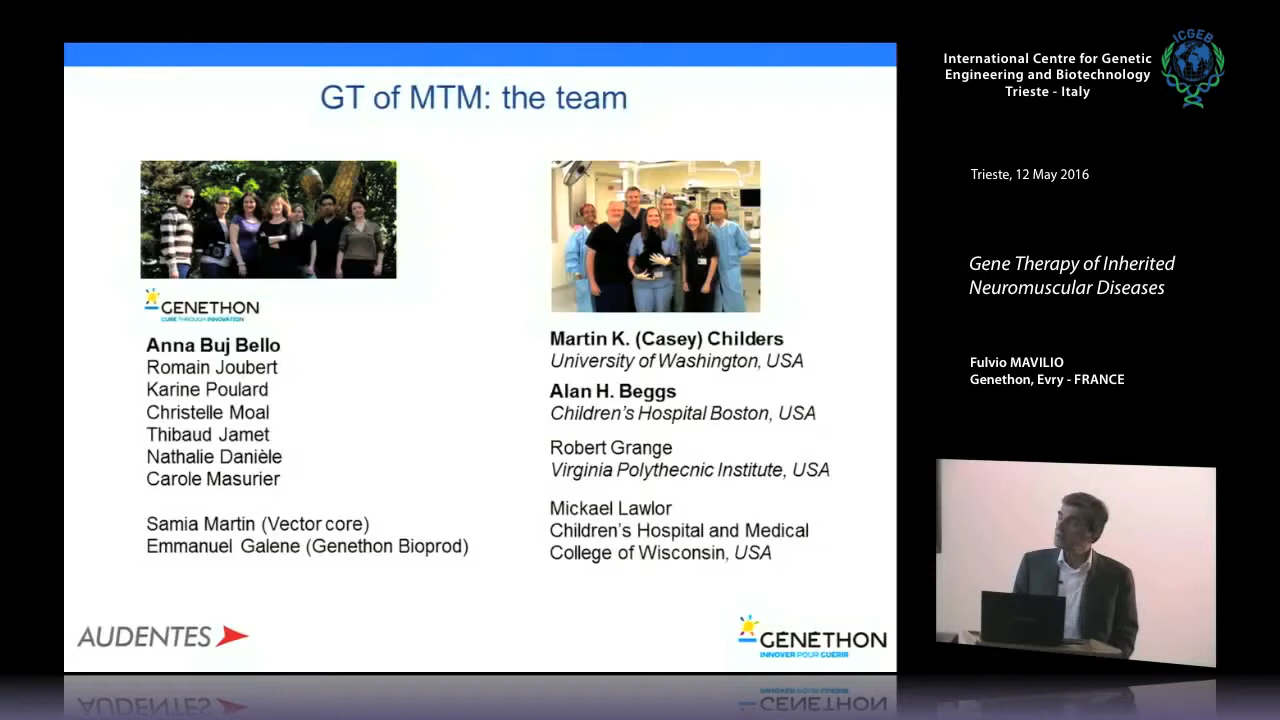 GT of MTM: the team
GENETHON
CURE THROUGH INNOVATION
Anna Buj Bello
Romain Joubert
Karine Poulard
Christelle Moal
Thibaud Jamet
Nathalie Danièle
Carole Masurier
Samia Martin (Vector core)
Emmanuel Galene (Genethon Bioprod)
Martin K. (Casey) Childers
University of Washington, USA
Alan H. Beggs
Children's Hospital Boston, USA
Robert Grange
Virginia Polythecnic Institute, USA
Mickael Lawlor
Children's Hospital and Medical
College of Wisconsin, USA
AUDENTES
GÉNÉTHON
INNOVER POUR GUÉRIR
International Centre for Genetic
Engineering and Biotechnology
Trieste - Italy
ICGEB
Trieste, 12 May 2016
Gene Therapy of Inherited
Neuromuscular Diseases
Fulvio MAVILIO
Genethon, Evry - FRANCE